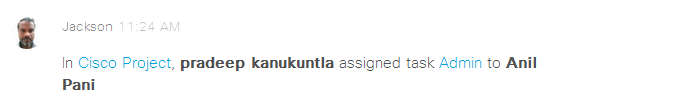 Jackson 11:24 AM
In Cisco Project, pradeep kanukuntla assigned task Admin to Anil
Pani